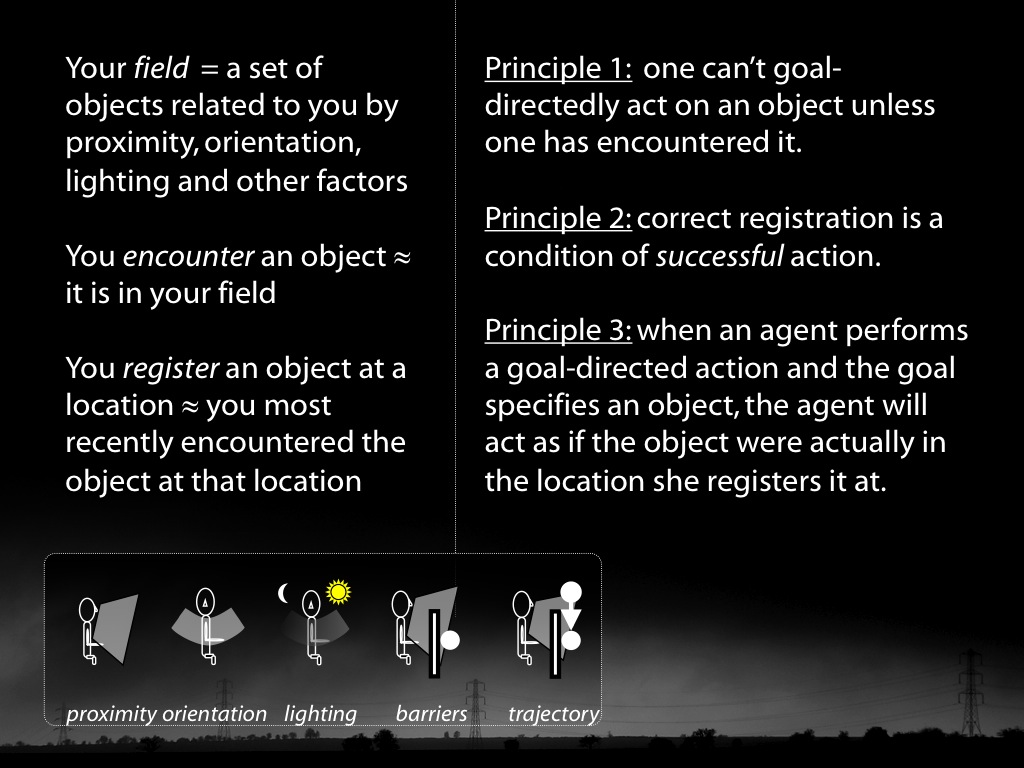 Your field = a set of
objects related to you by
proximity, orientation,
lighting and other factors
You encounter an object ≈
it is in your field
You register an object at a
location ≈ you most
recently encountered the
object at that location
Principle 1: one can't goal-
directedly act on an object unless
one has encountered it.
Principle 2: correct registration is a
condition of successful action.
Principle 3: when an agent performs
a goal-directed action and the goal
specifies an object, the agent will
act as if the object were actually in
the location she registers it at.
proximity orientation lighting barriers trajectory